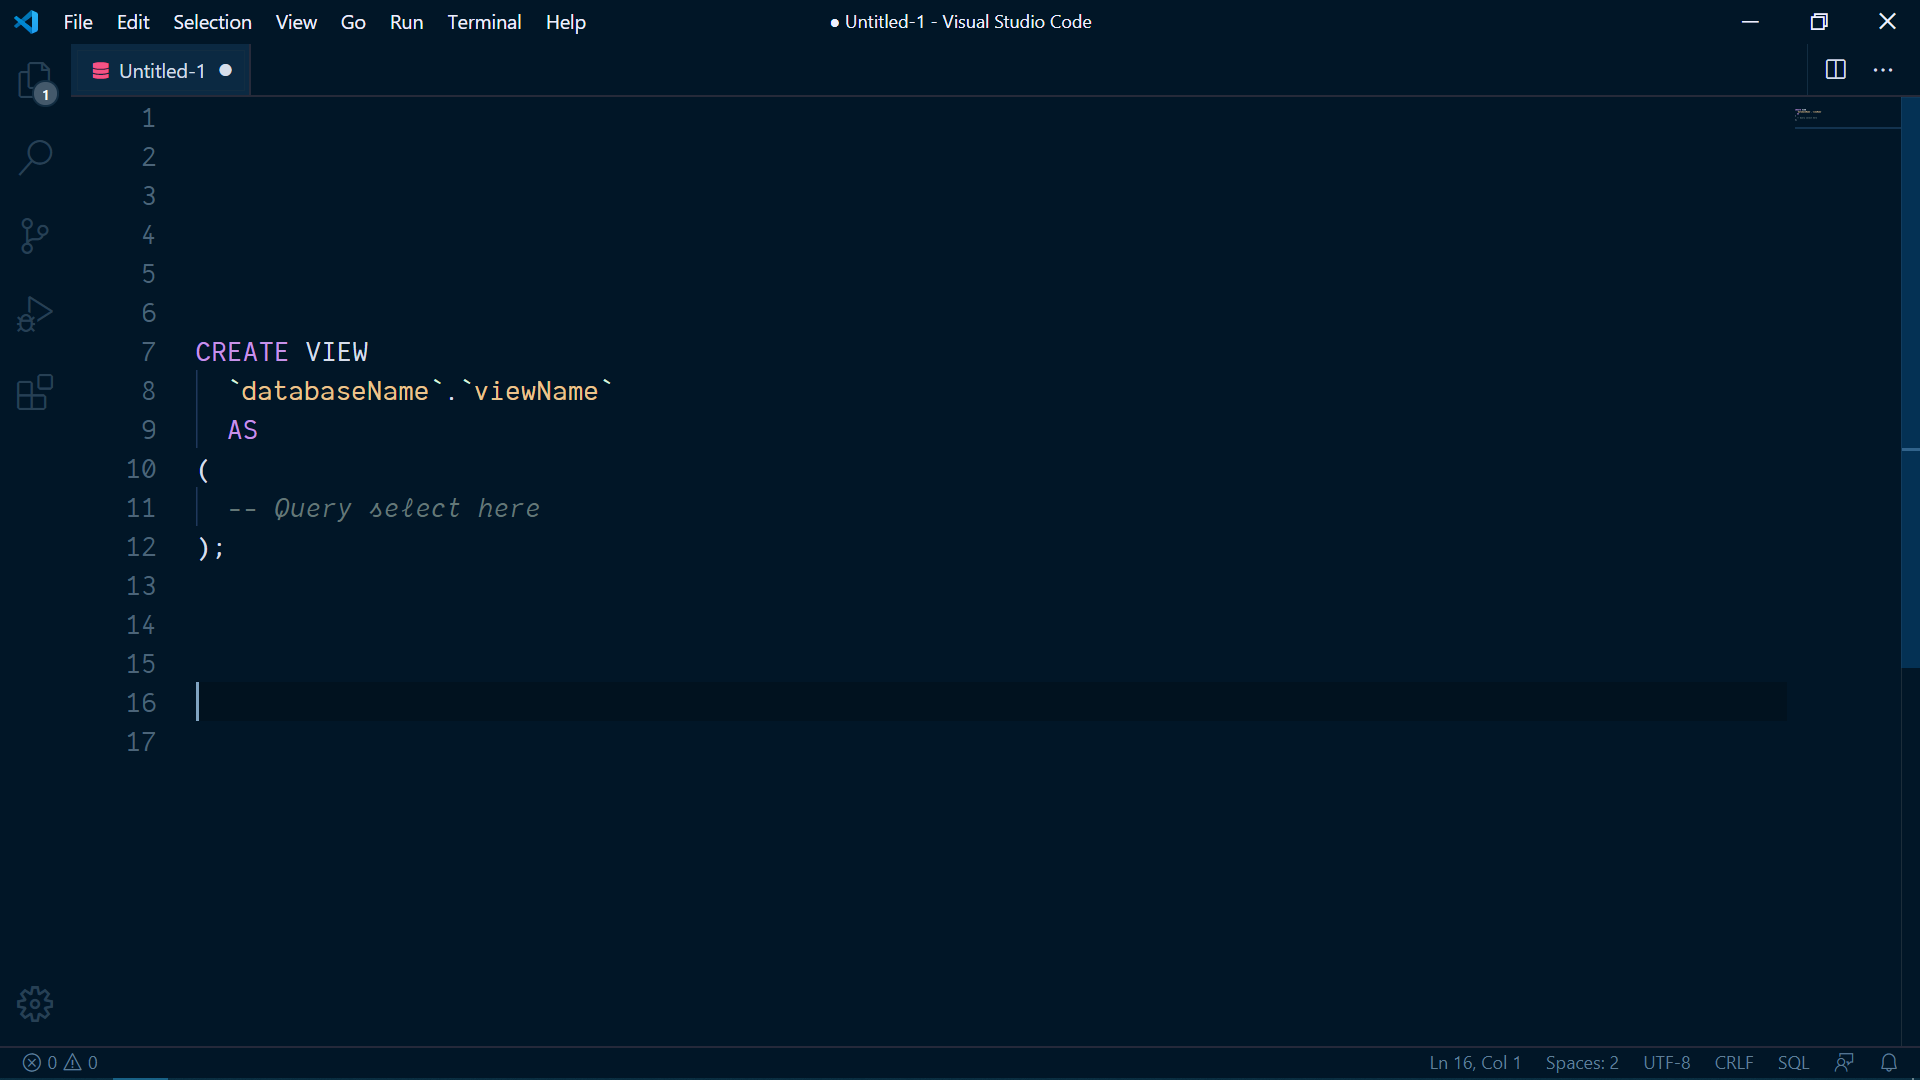 File Edit Selection View Go Run Terminal Help
● Untitled-1 - Visual Studio Code
Untitled-1
1
1
2
3
4
5
6
7 CREATE VIEW
8 `databaseName`.`viewName`
9 AS
10 (
11 -- Query select here
12 );
13
14
15
16
17
0 0
Ln 16, Col 1 Spaces: 2 UTF-8 CRLF SQL